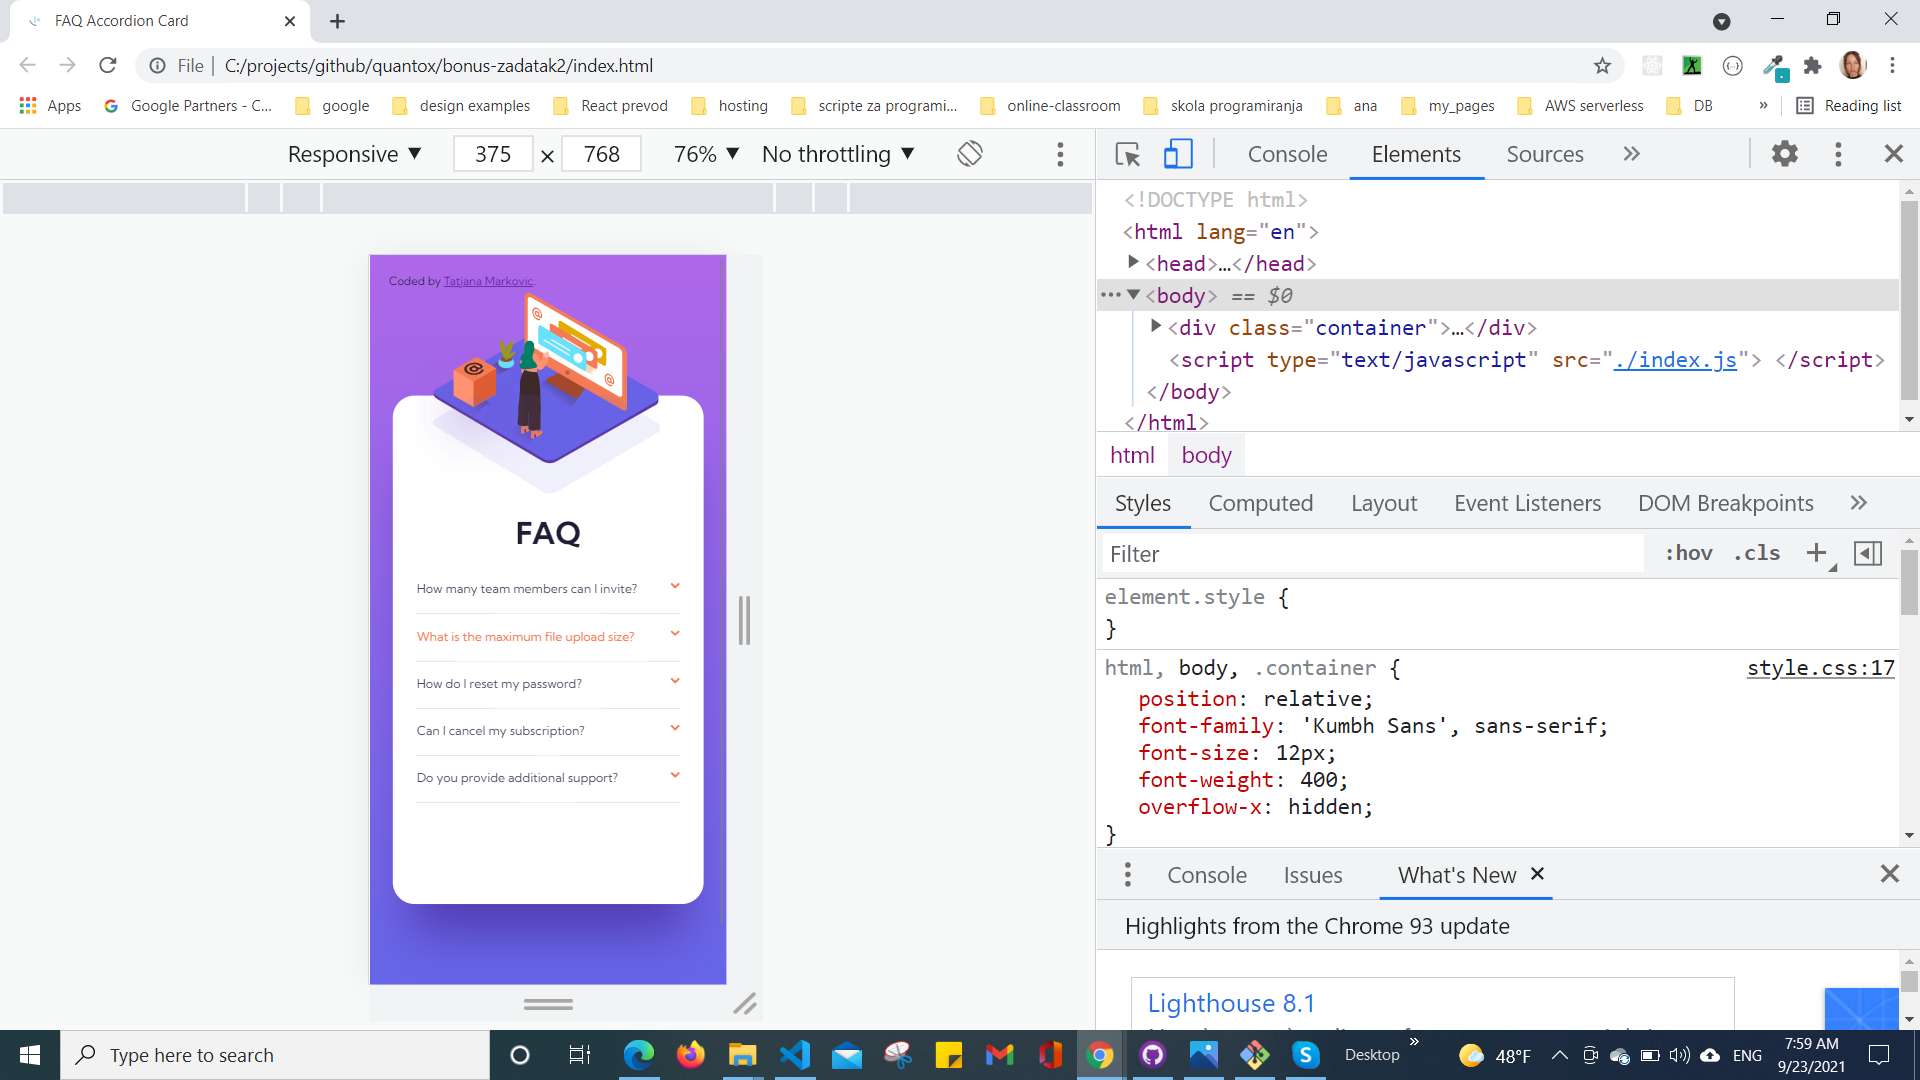 FAQ Accordion Card
File | C:/projects/github/quantox/bonus-zadatak2/index.html
Apps
Google Partners - C...
google
design examples
React prevod
hosting
scripte za programi...
online-classroom
skola programiranja
ana
my_pages
AWS serverless
DB
»
Reading list
Responsive ▼ 375 × 768 76% ▼ No throttling ▼
Console Elements Sources »
<!DOCTYPE html>
<html lang="en">
<head>…</head>
<body> == $0
<div class="container">…</div>
<script type="text/javascript" src="./index.js"> </script>
</body>
</html>
html body
Styles Computed Layout Event Listeners DOM Breakpoints »
Filter :hov .cls +
element.style {
}
html, body, .container { style.css:17
position: relative;
font-family: 'Kumbh Sans', sans-serif;
font-size: 12px;
font-weight: 400;
overflow-x: hidden;
}
Console Issues What's New ×
Highlights from the Chrome 93 update
Lighthouse 8.1
Coded by Tatjana Markovic.
@
@
@
FAQ
How many team members can I invite?
What is the maximum file upload size?
How do I reset my password?
Can I cancel my subscription?
Do you provide additional support?
Type here to search
Desktop »
48°F
ENG
7:59 AM
9/23/2021